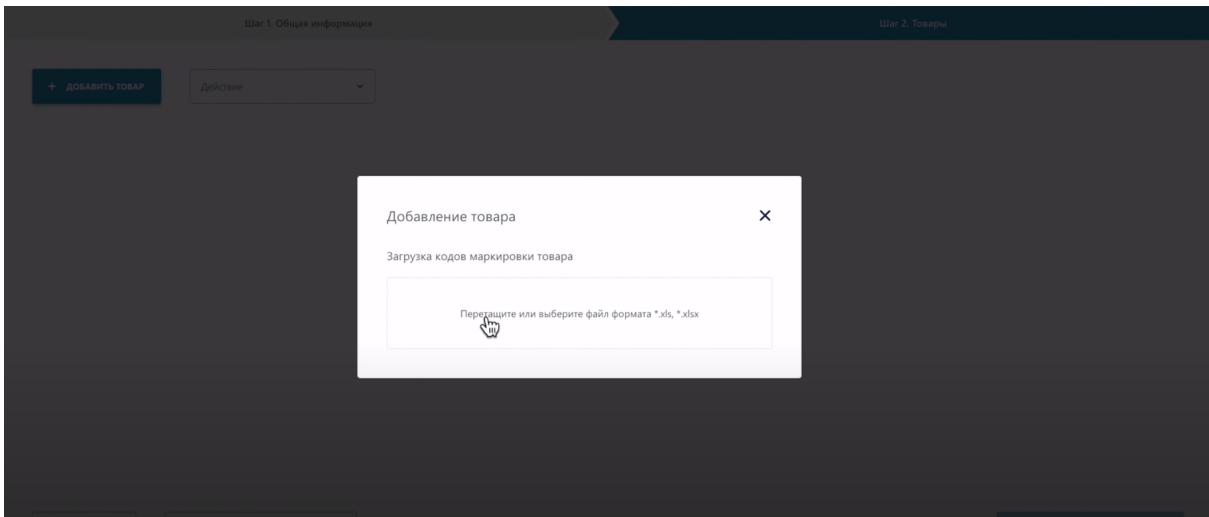 Шаг 1. Общая информация
Шаг 2. Товары
+ ДОБАВИТЬ ТОВАР
Действие
Добавление товара
Загрузка кодов маркировки товара
Перетащите или выберите файл формата *.xls, *.xlsx